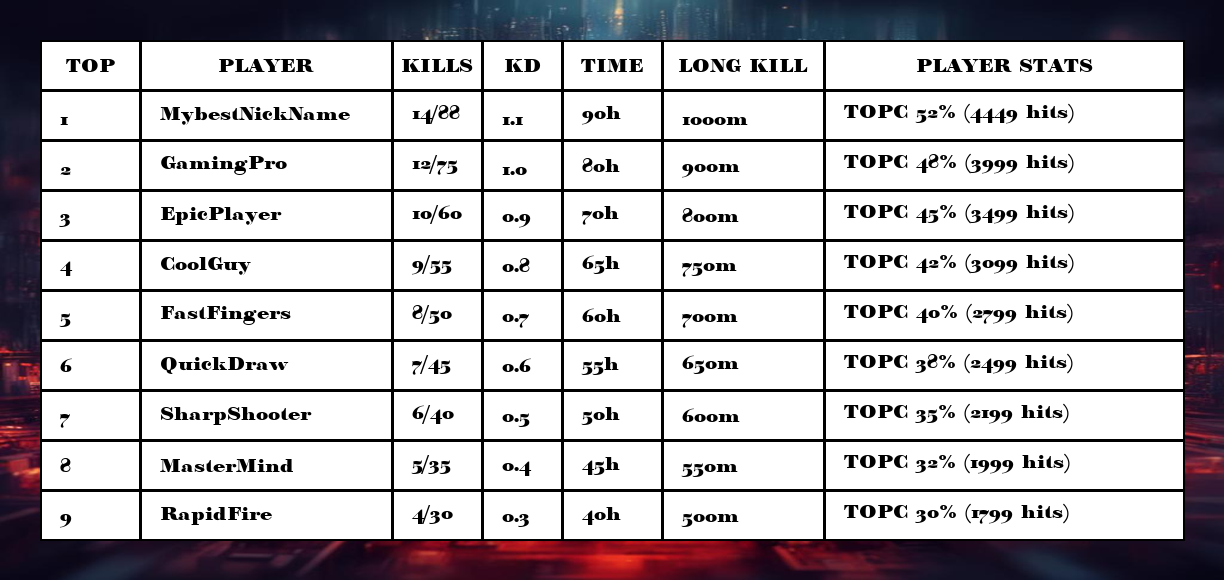 TOP PLAYER KILLS KD TIME LONG KILL PLAYER STATS
1 MybestNickName 14/88 1.1 90h 1000m TOPC 52% (4449 hits)
2 GamingPro 12/75 1.0 80h 900m TOPC 48% (3999 hits)
3 EpicPlayer 10/60 0.9 70h 800m TOPC 45% (3499 hits)
4 CoolGuy 9/55 0.8 65h 750m TOPC 42% (3099 hits)
5 FastFingers 8/50 0.7 60h 700m TOPC 40% (2799 hits)
6 QuickDraw 7/45 0.6 55h 650m TOPC 38% (2499 hits)
7 SharpShooter 6/40 0.5 50h 600m TOPC 35% (2199 hits)
8 MasterMind 5/35 0.4 45h 550m TOPC 32% (1999 hits)
9 RapidFire 4/30 0.3 40h 500m TOPC 30% (1799 hits)